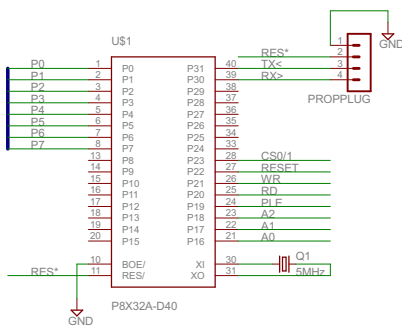 U$1
GND
RES* 1
TX< 2
RX> 3
4
PROPPLUG
P0 1 P0 P31 40
P1 2 P1 P30 39
P2 3 P2 P29 38
P3 4 P3 P28 37
P4 5 P4 P27 36
P5 6 P5 P26 35
P6 7 P6 P25 34
P7 8 P7 P24 33
13 P8 P23 28 CS0/1
14 P9 P22 27 RESET
15 P10 P21 26 WR
16 P11 P20 25 RD
17 P12 P19 24 PLE
18 P13 P18 23 A2
19 P14 P17 22 A1
20 P15 P16 21 A0
10 BOE/ XI 30 Q1
RES* 11 RES/ XO 31 5MHz
P8X32A-D40
GND